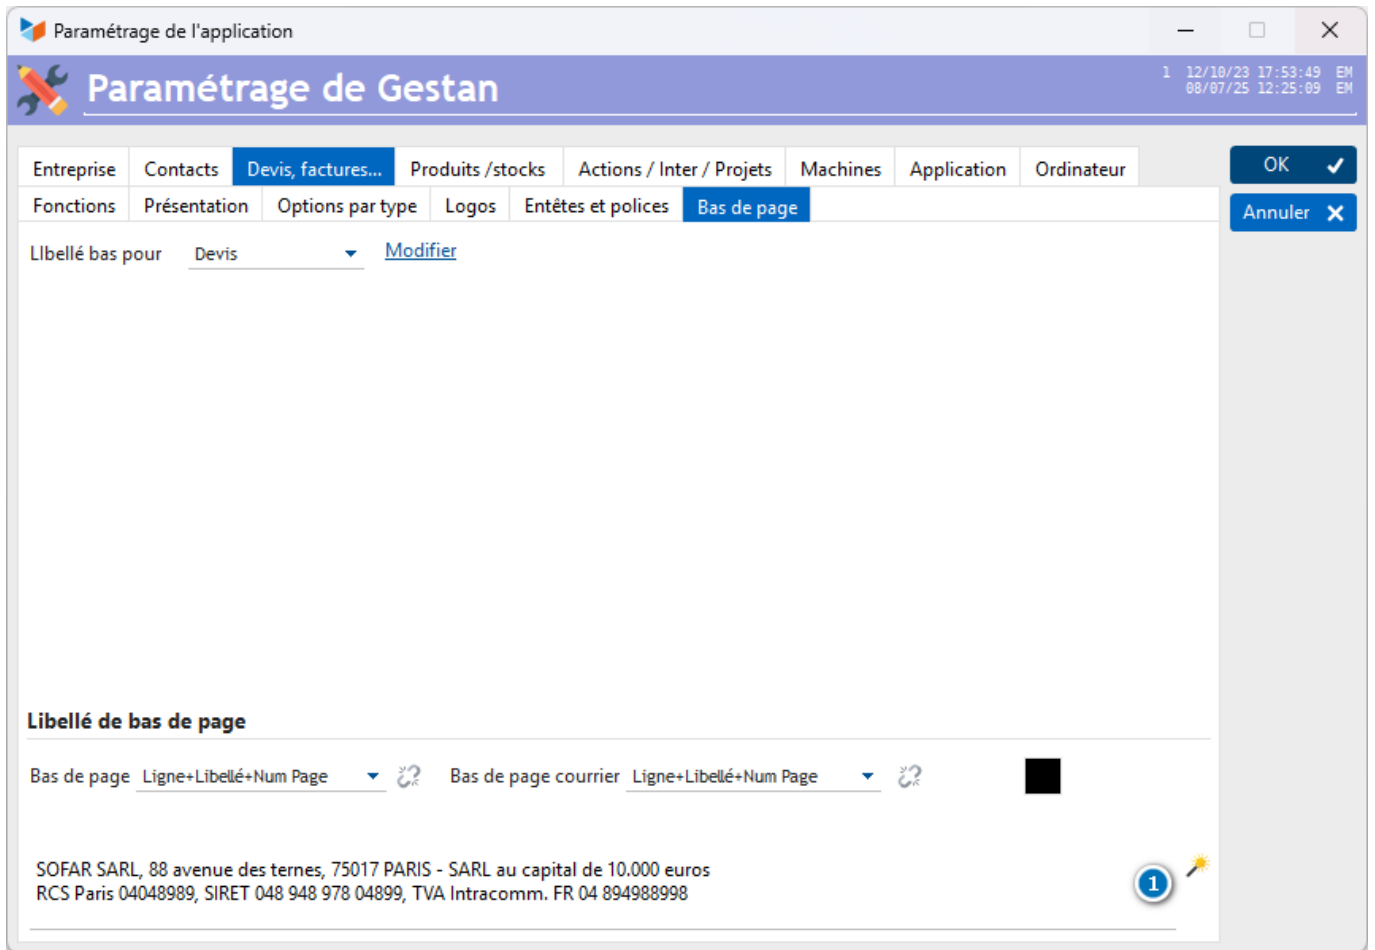 Paramétrage de l'application
Paramétrage de Gestan
1 12/10/23 17:53:49 EM
08/07/25 12:25:09 EM
Entreprise Contacts Devis, factures... Produits /stocks Actions / Inter / Projets Machines Application Ordinateur
OK
Fonctions Présentation Options par type Logos Entêtes et polices Bas de page
Annuler
LIbellé bas pour Devis Modifier
Libellé de bas de page
Bas de page Ligne+Libellé+Num Page Bas de page courrier Ligne+Libellé+Num Page
SOFAR SARL, 88 avenue des ternes, 75017 PARIS - SARL au capital de 10.000 euros
RCS Paris 04048989, SIRET 048 948 978 04899, TVA Intracomm. FR 04 894988998
1